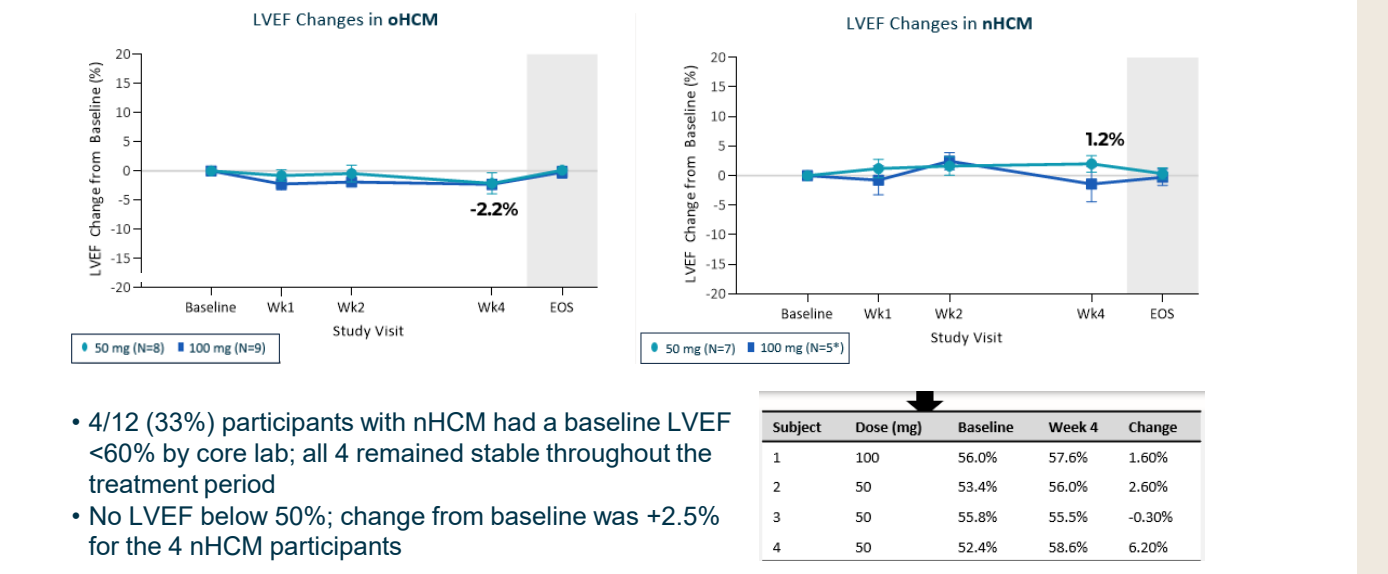 LVEF Changes in oHCM
LVEF Change from Baseline (%)
20
15
10
5
0
-5
-10
-15
-20
-2.2%
Baseline Wk1 Wk2 Wk4 EOS
Study Visit
50 mg (N=8) 100 mg (N=9)
LVEF Changes in nHCM
LVEF Change from Baseline (%)
20
15
10
5
0
-5
-10
-15
-20
1.2%
Baseline Wk1 Wk2 Wk4 EOS
Study Visit
50 mg (N=7) 100 mg (N=5*)
• 4/12 (33%) participants with nHCM had a baseline LVEF
<60% by core lab; all 4 remained stable throughout the
treatment period
• No LVEF below 50%; change from baseline was +2.5%
for the 4 nHCM participants
Subject Dose (mg) Baseline Week 4 Change
1 100 56.0% 57.6% 1.60%
2 50 53.4% 56.0% 2.60%
3 50 55.8% 55.5% -0.30%
4 50 52.4% 58.6% 6.20%